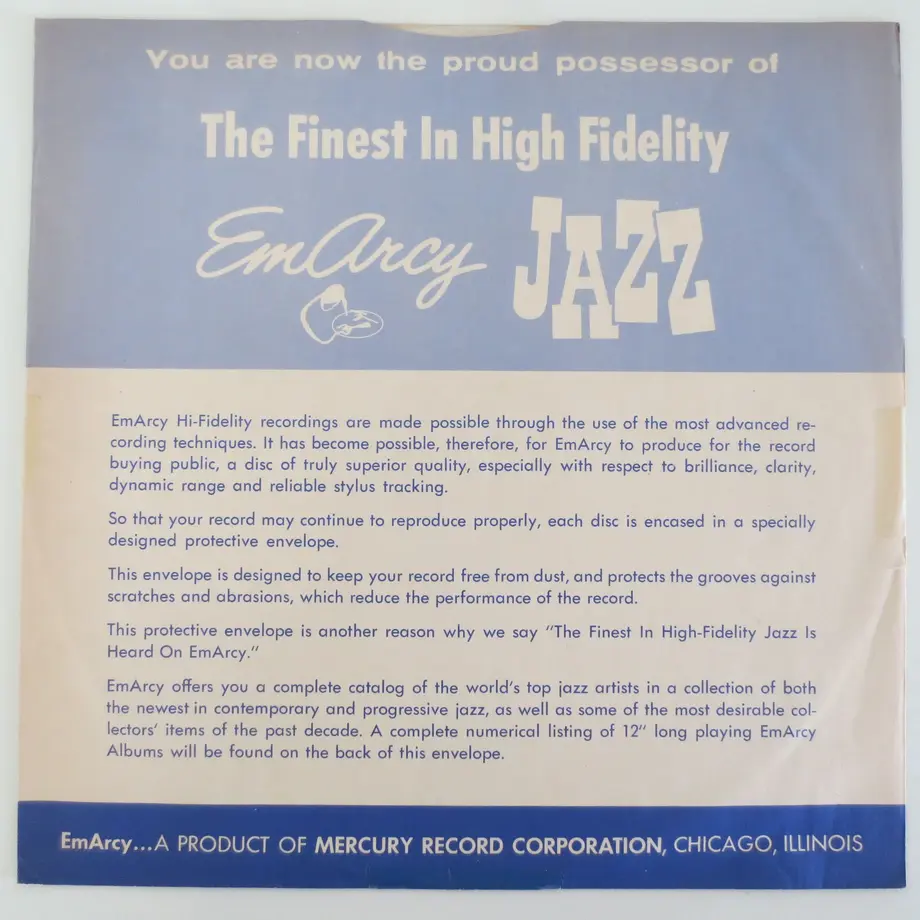 You are now the proud possessor of
The Finest In High Fidelity
EmArcy JAZZ
EmArcy Hi-Fidelity recordings are made possible through the use of the most advanced re-
cording techniques. It has become possible, therefore, for EmArcy to produce for the record
buying public, a disc of truly superior quality, especially with respect to brilliance, clarity,
dynamic range and reliable stylus tracking.
So that your record may continue to reproduce properly, each disc is encased in a specially
designed protective envelope.
This envelope is designed to keep your record free from dust, and protects the grooves against
scratches and abrasions, which reduce the performance of the record.
This protective envelope is another reason why we say "The Finest In High-Fidelity Jazz Is
Heard On EmArcy."
EmArcy offers you a complete catalog of the world's top jazz artists in a collection of both
the newest in contemporary and progressive jazz, as well as some of the most desirable col-
lectors' items of the past decade. A complete numerical listing of 12" long playing EmArcy
Albums will be found on the back of this envelope.
EmArcy...A PRODUCT OF MERCURY RECORD CORPORATION, CHICAGO, ILLINOIS